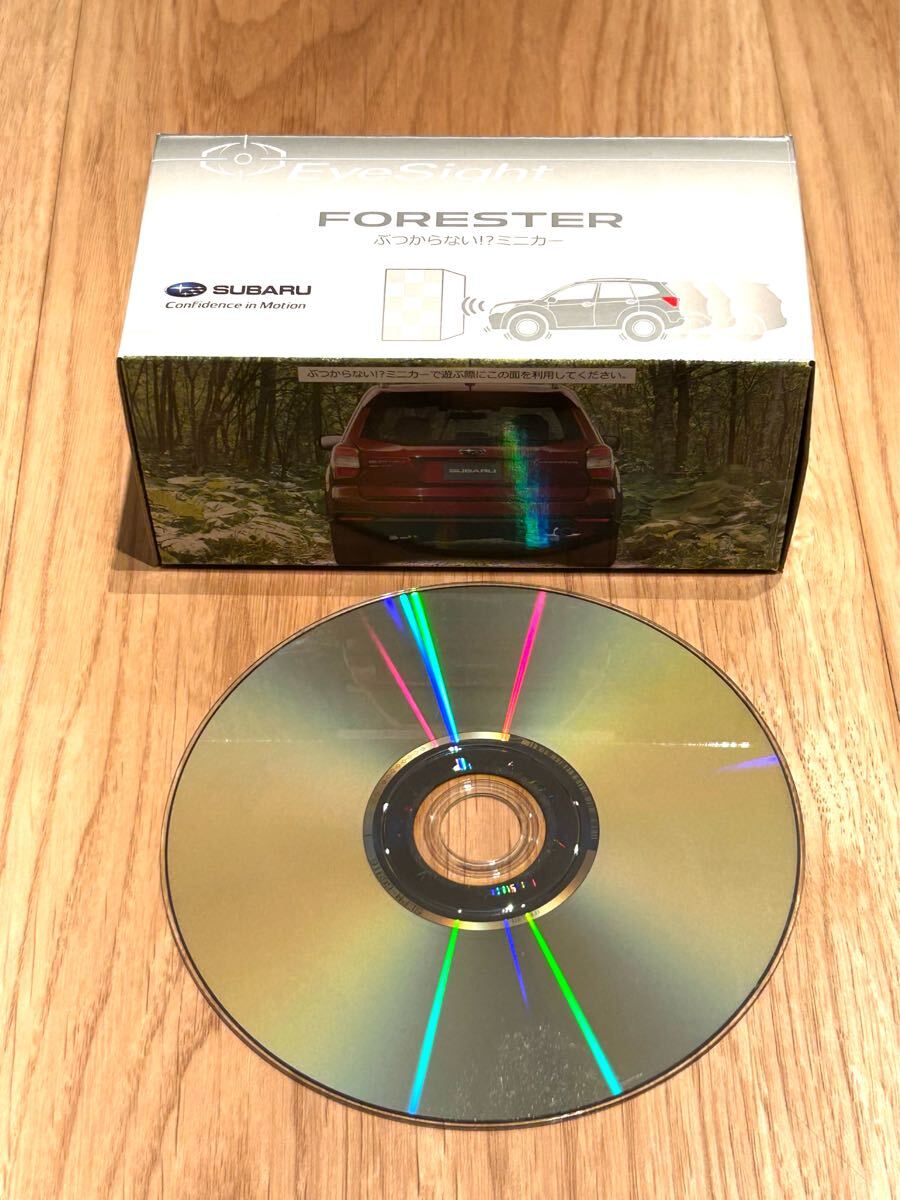 EyeSight
FORESTER
ぶつからない!?ミニカー
SUBARU
Confidence in Motion
ぶつからない!?ミニカーで遊ぶ際にこの面を利用してください。
SUBARU